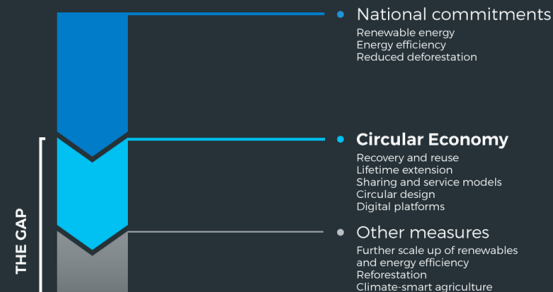 National commitments
Renewable energy
Energy efficiency
Reduced deforestation
Circular Economy
Recovery and reuse
Lifetime extension
Sharing and service models
Circular design
Digital platforms
THE GAP
Other measures
Further scale up of renewables
and energy efficiency
Reforestation
Climate-smart agriculture